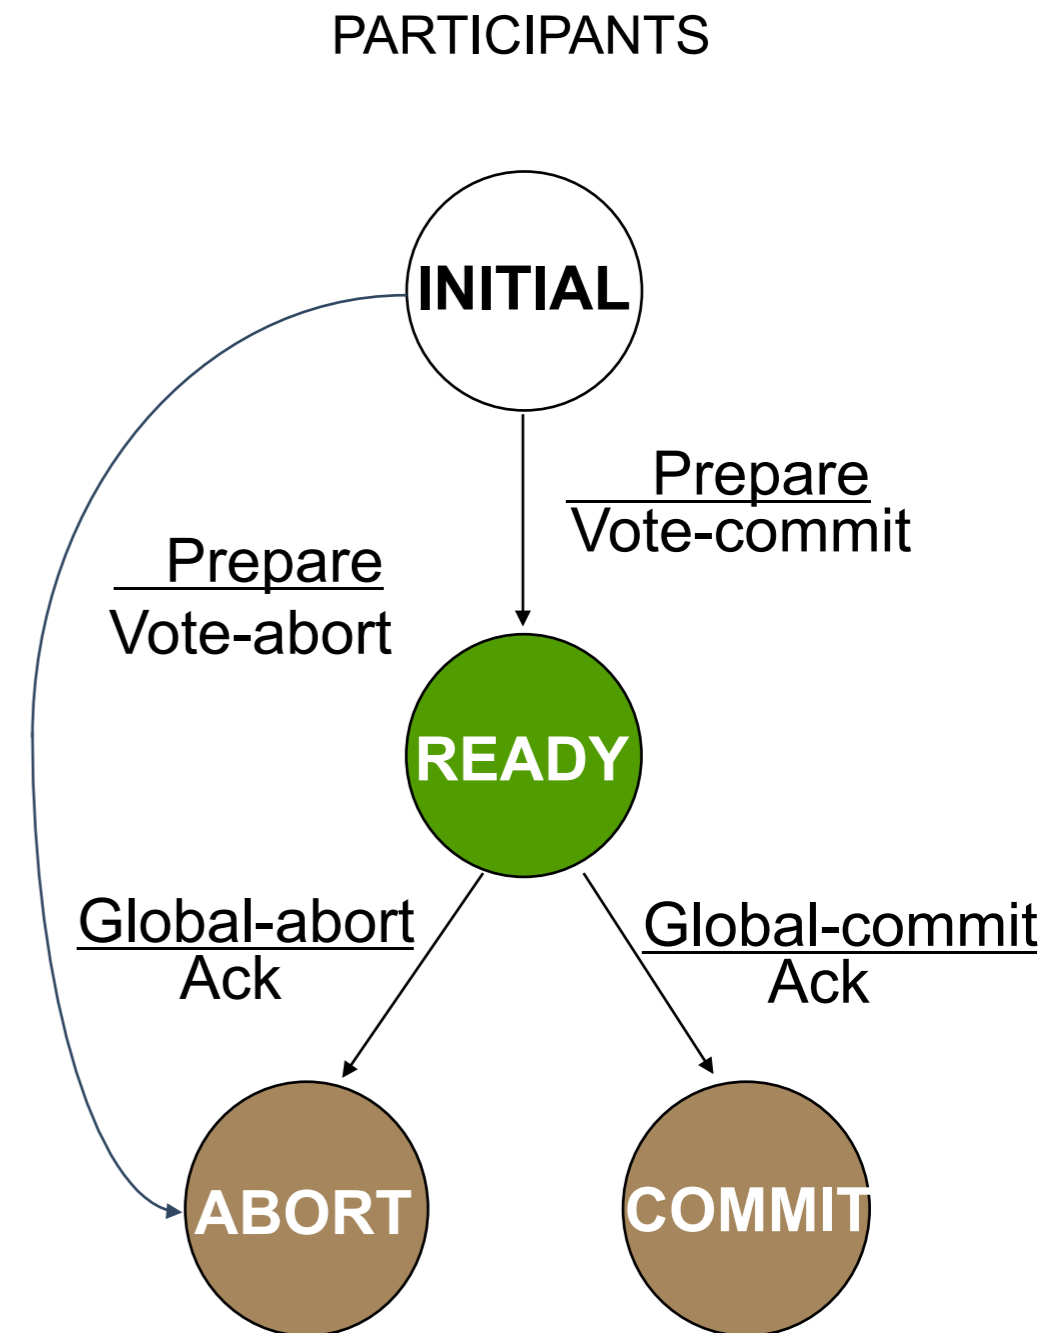 PARTICIPANTS
INITIAL
Prepare
Vote-commit
Prepare
Vote-abort
READY
Global-abort
Ack
Global-commit
Ack
ABORT
COMMIT